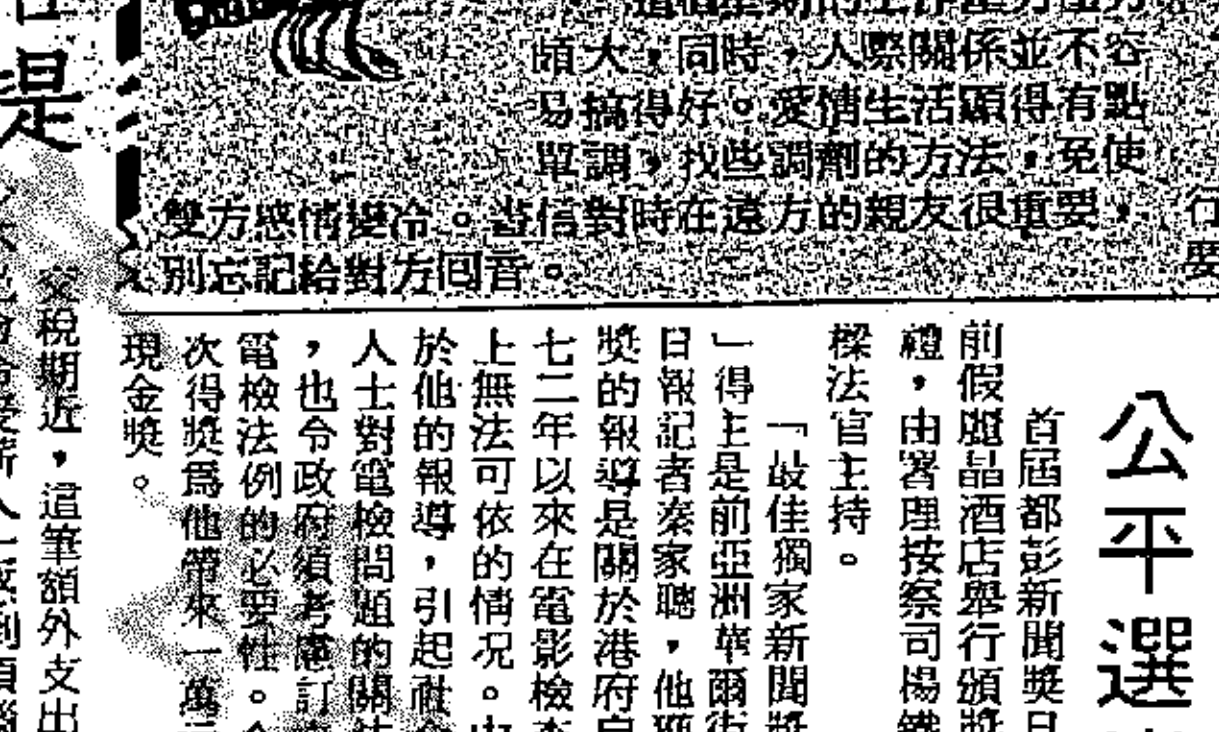 頗大，同時，人際關係並不容
易搞得好。愛情生活顯得有點
單調，找些調劑的方法，免使
雙方感情變冷。書信對時在遠方的親友很重要，
別忘記給對方回音。
公平選
首屆都彭新聞獎日
前假麗晶酒店舉行頒獎
禮，由署理按察司楊鐵
樑法官主持。
「最佳獨家新聞獎
」得主是前亞洲華爾街
日報記者秦家聰，他獲
獎的報導是關於港府自
七二年以來在電影檢查
上無法可依的情況。由
於他的報導，引起社會
人士對電檢問題的關注
，也令政府須考慮訂
電檢法例的必要性。
次得獎爲他帶來一萬元
現金獎。
行
要
是
交稅期近，這筆額外支出